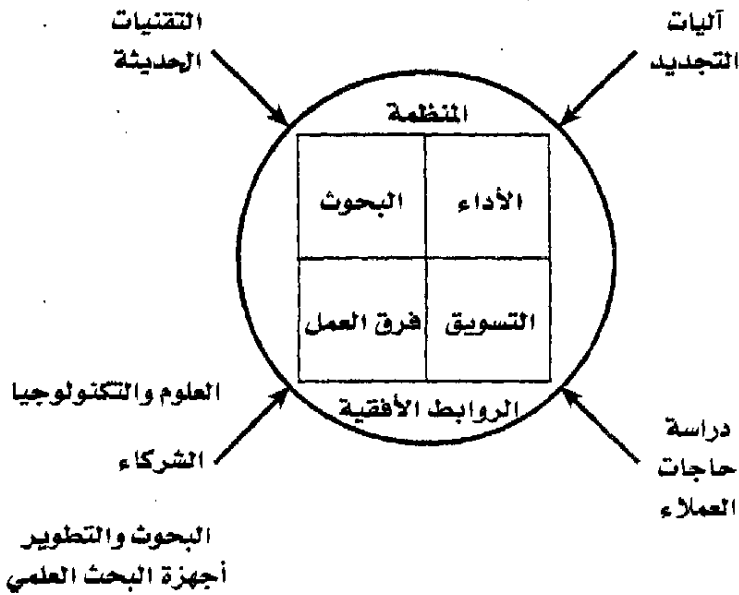 آليات
التجديد
التقنيات
الحديثة
المنظمة
الأداء
البحوث
التسويق
فرق العمل
الروابط الأفقية
دراسة
حاجات
العملاء
العلوم والتكنولوجيا
الشركاء
البحوث والتطوير
أجهزة البحث العلمي